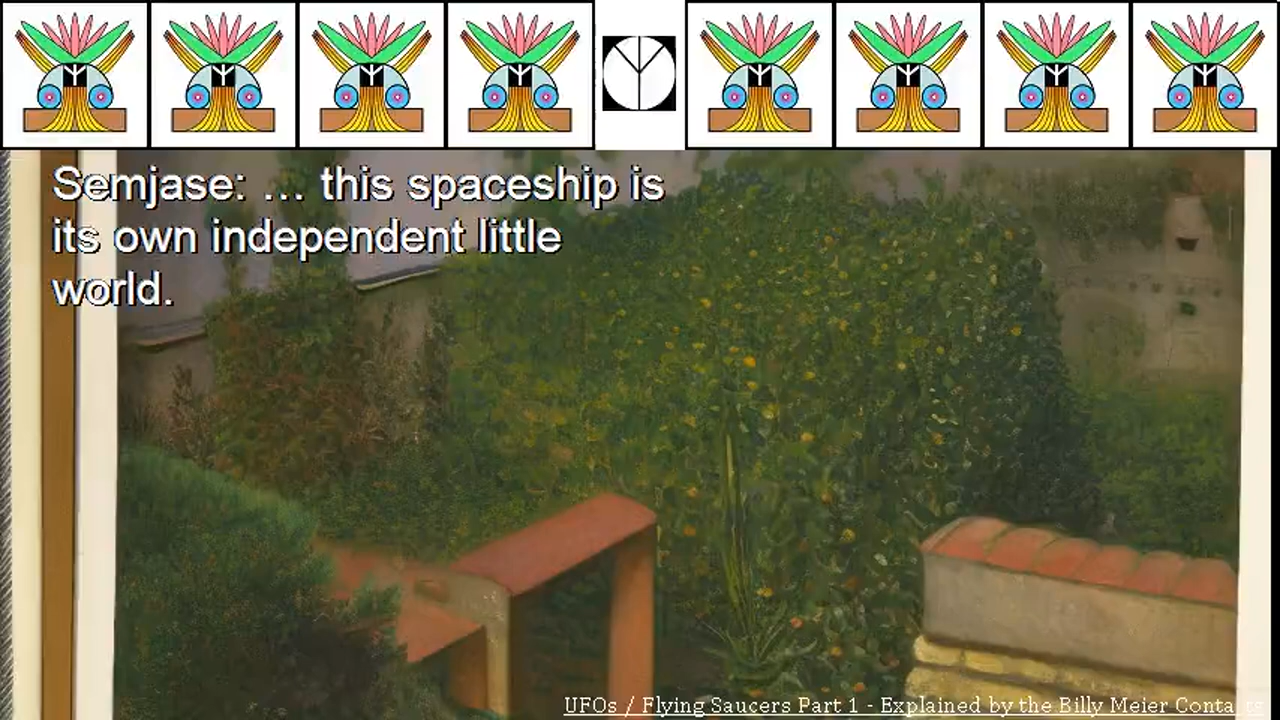 Semjase: … this spaceship is
its own independent little
world.
UFOs / Flying Saucers Part 1 - Explained by the Billy Meier